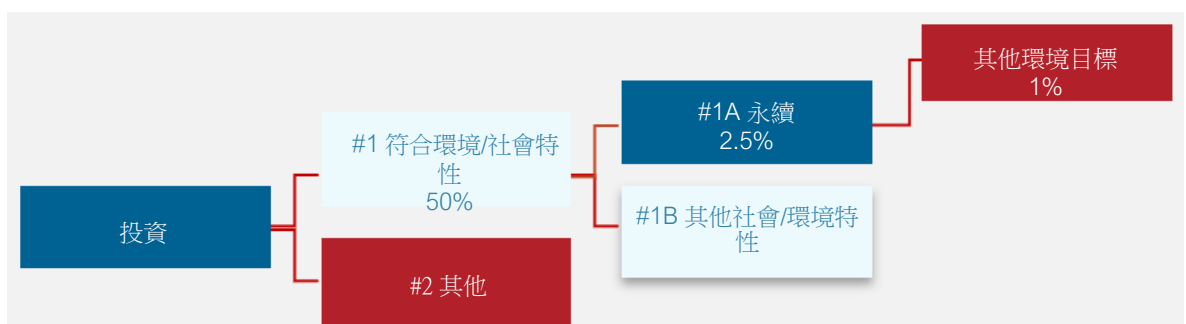 其他環境目標
1%
#1A 永續
2.5%
#1 符合環境/社會特
性
50%
#1B 其他社會/環境特
性
投資
#2 其他